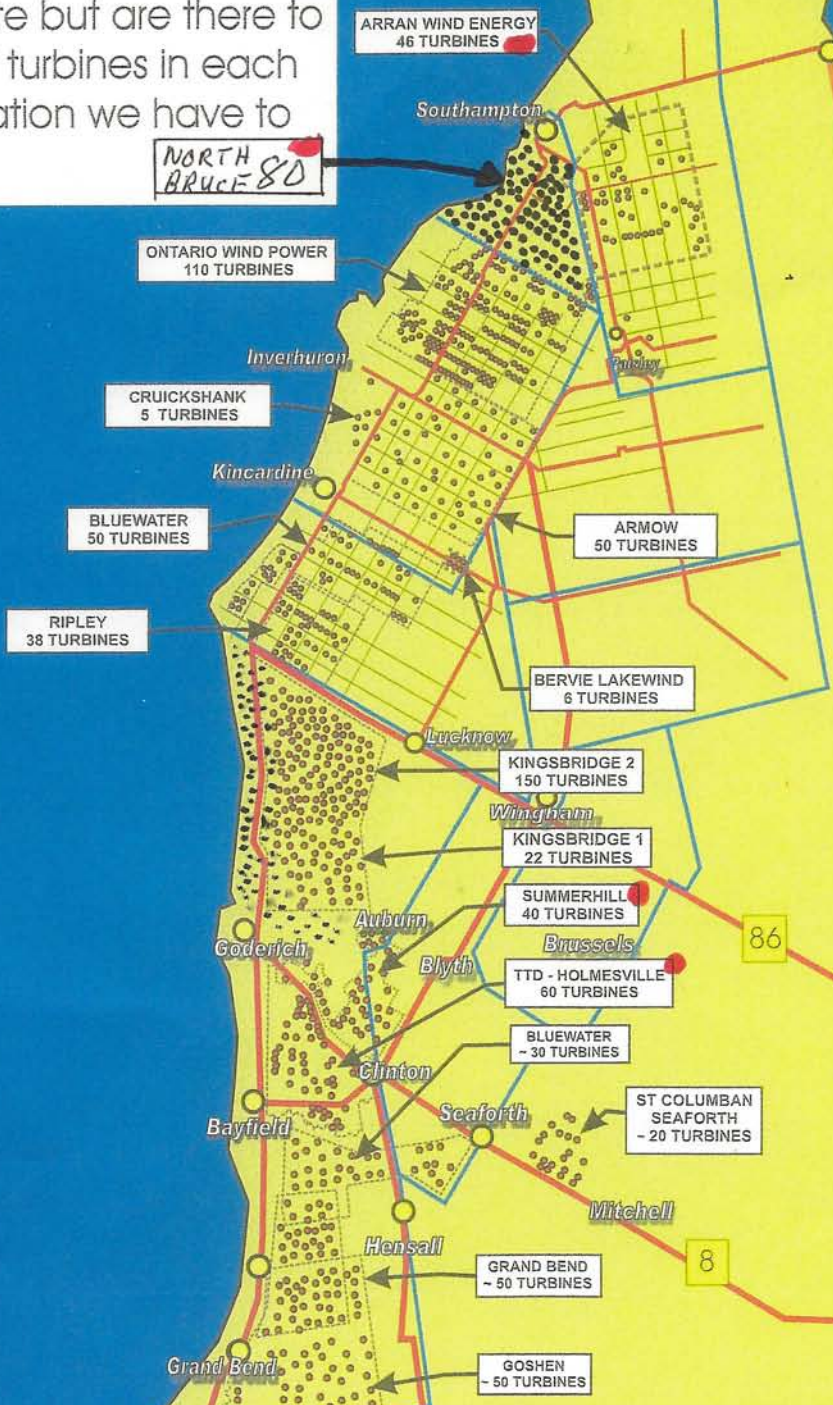 re but are there to
turbines in each
ation we have to
NORTH
BRUCE 80
ARRAN WIND ENERGY
46 TURBINES
Southampton
ONTARIO WIND POWER
110 TURBINES
Inverhuron
Paisley
CRUICKSHANK
5 TURBINES
Kincardine
BLUEWATER
50 TURBINES
ARMOW
50 TURBINES
RIPLEY
38 TURBINES
BERVIE LAKEWIND
6 TURBINES
Lucknow
KINGSBRIDGE 2
150 TURBINES
Wingham
KINGSBRIDGE 1
22 TURBINES
SUMMERHILL
40 TURBINES
Auburn
Goderich
Blyth
Brussels
86
TTD - HOLMESVILLE
60 TURBINES
BLUEWATER
~ 30 TURBINES
Clinton
Bayfield
Seaforth
ST COLUMBAN
SEAFORTH
~ 20 TURBINES
Mitchell
Hensall
8
GRAND BEND
~ 50 TURBINES
Grand Bend
GOSHEN
~ 50 TURBINES